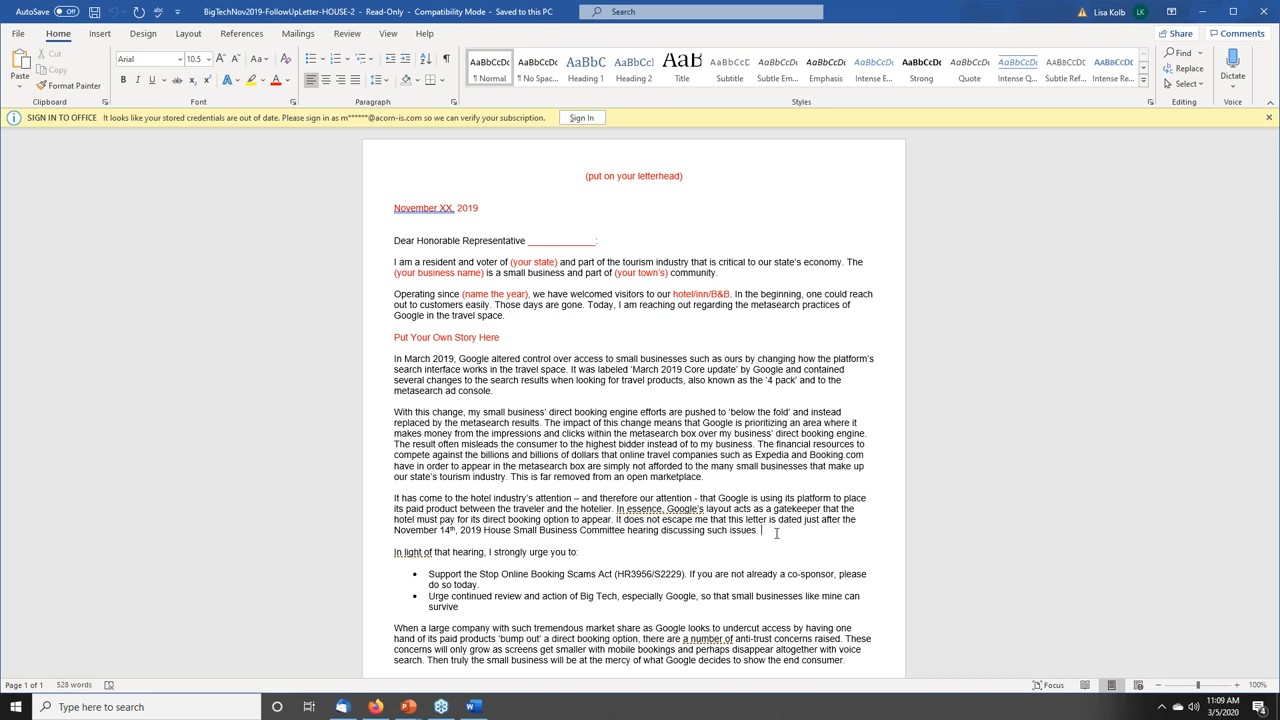 BigTechNov2019-FollowUpLetter-HOUSE-2 - Compatibility Mode - Saved to this PC
Search
Lisa Kolb
LK
File Home Insert Design Layout References Mailings Review View Help
Share
Comments
Paste
Cut
Copy
Format Painter
Clipboard
Arial
10.5
Font
Paragraph
AaBbCcDc AaBbCcDc AaBbC AaBbCc AaB AaBbCcD AaBbCcDc AaBbCcDc AaBbCcDc AaBbCcDc AaBbCcDc AaBbCcDc AaBbCcDc AaBbCcDc
¶ Normal ¶ No Spac... Heading 1 Heading 2 Title Subtitle Subtle Em... Emphasis Intense E... Strong Quote Intense Q... Subtle Ref... Intense Re...
Styles
Find
Replace
Select
Editing
Dictate
Voice
SIGN IN TO OFFICE It looks like your stored credentials are out of date. Please sign in as m******@acorn-is.com so we can verify your subscription.
Sign In
(put on your letterhead)
November XX, 2019
Dear Honorable Representative _____________:
I am a resident and voter of (your state) and part of the tourism industry that is critical to our state’s economy. The
(your business name) is a small business and part of (your town’s) community.
Operating since (name the year), we have welcomed visitors to our hotel/inn/B&B. In the beginning, one could reach
out to customers easily. Those days are gone. Today, I am reaching out regarding the metasearch practices of
Google in the travel space.
Put Your Own Story Here
In March 2019, Google altered control over access to small businesses such as ours by changing how the platform’s
search interface works in the travel space. It was labeled ‘March 2019 Core update’ by Google and contained
several changes to the search results when looking for travel products, also known as the ‘4 pack’ and to the
metasearch ad console.
With this change, my small business’ direct booking engine efforts are pushed to ‘below the fold’ and instead
replaced by the metasearch results. The impact of this change means that Google is prioritizing an area where it
makes money from the impressions and clicks within the metasearch box over my business’ direct booking engine.
The result often misleads the consumer to the highest bidder instead of to my business. The financial resources to
compete against the billions and billions of dollars that online travel companies such as Expedia and Booking.com
have in order to appear in the metasearch box are simply not afforded to the many small businesses that make up
our state’s tourism industry. This is far removed from an open marketplace.
It has come to the hotel industry’s attention – and therefore our attention - that Google is using its platform to place
its paid product between the traveler and the hotelier. In essence, Google’s layout acts as a gatekeeper that the
hotel must pay for its direct booking option to appear. It does not escape me that this letter is dated just after the
November 14th, 2019 House Small Business Committee hearing discussing such issues.
In light of that hearing, I strongly urge you to:
• Support the Stop Online Booking Scams Act (HR3956/S2229). If you are not already a co-sponsor, please
do so today.
• Urge continued review and action of Big Tech, especially Google, so that small businesses like mine can
survive
When a large company with such tremendous market share as Google looks to undercut access by having one
hand of its paid products ‘bump out’ a direct booking option, there are a number of anti-trust concerns raised. These
concerns will only grow as screens get smaller with mobile bookings and perhaps disappear altogether with voice
search. Then truly the small business will be at the mercy of what Google decides to show the end consumer.
Page 1 of 1
528 words
Focus
100%
Type here to search
11:09 AM
3/5/2020
4